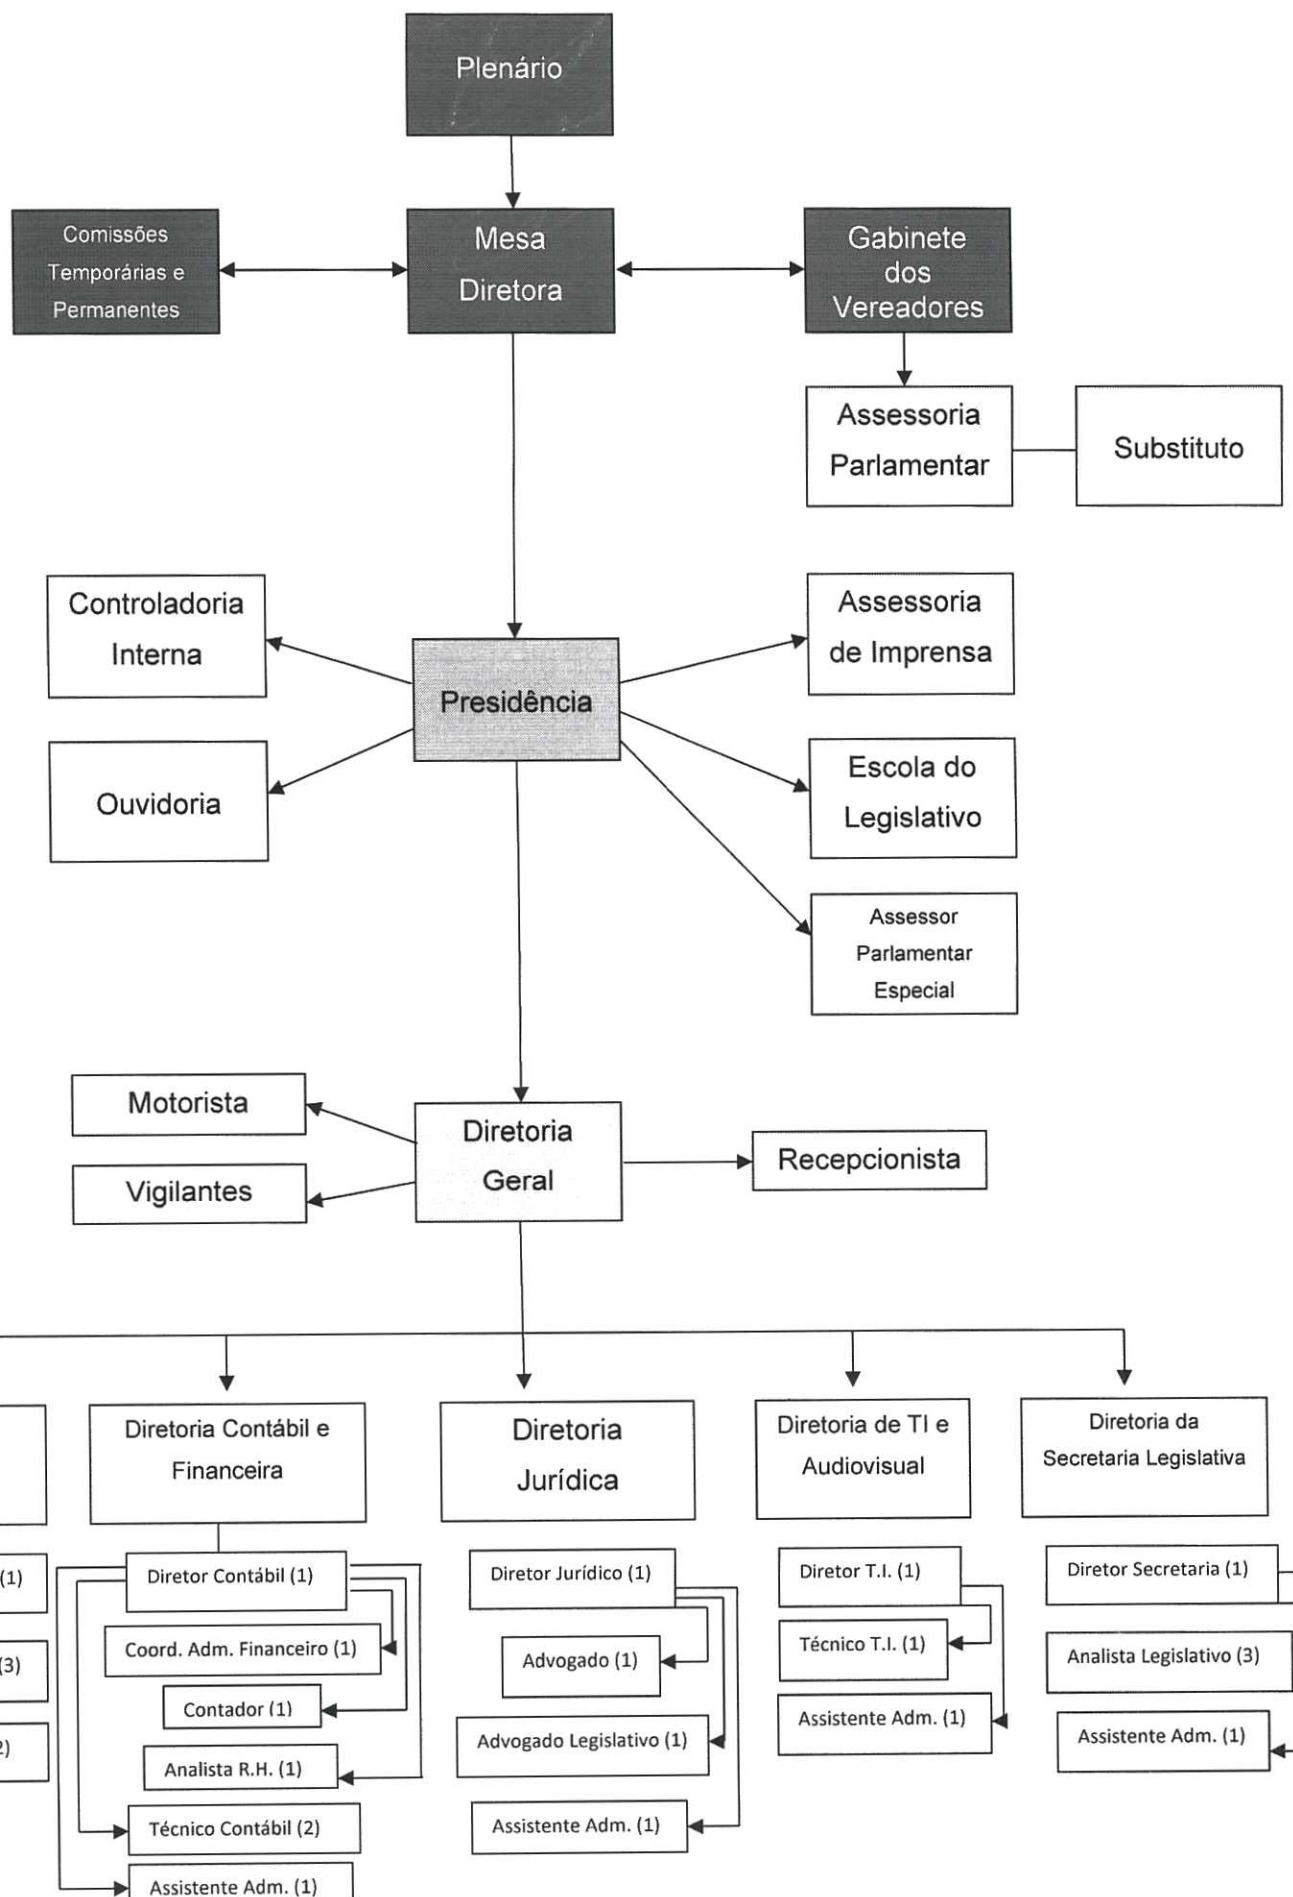 Plenário
Comissões
Temporárias e
Permanentes
Mesa
Diretora
Gabinete
dos
Vereadores
Assessoria
Parlamentar
Substituto
Controladoria
Interna
Assessoria
de Imprensa
Presidência
Ouvidoria
Escola do
Legislativo
Assessor
Parlamentar
Especial
Motorista
Vigilantes
Diretoria
Geral
Recepcionista
Diretoria Contábil e
Financeira
Diretoria
Jurídica
Diretoria de TI e
Audiovisual
Diretoria da
Secretaria Legislativa
(1)
(3)
2)
Diretor Contábil (1)
Coord. Adm. Financeiro (1)
Contador (1)
Analista R.H. (1)
Técnico Contábil (2)
Assistente Adm. (1)
Diretor Jurídico (1)
Advogado (1)
Advogado Legislativo (1)
Assistente Adm. (1)
Diretor T.I. (1)
Técnico T.I. (1)
Assistente Adm. (1)
Diretor Secretaria (1)
Analista Legislativo (3)
Assistente Adm. (1)